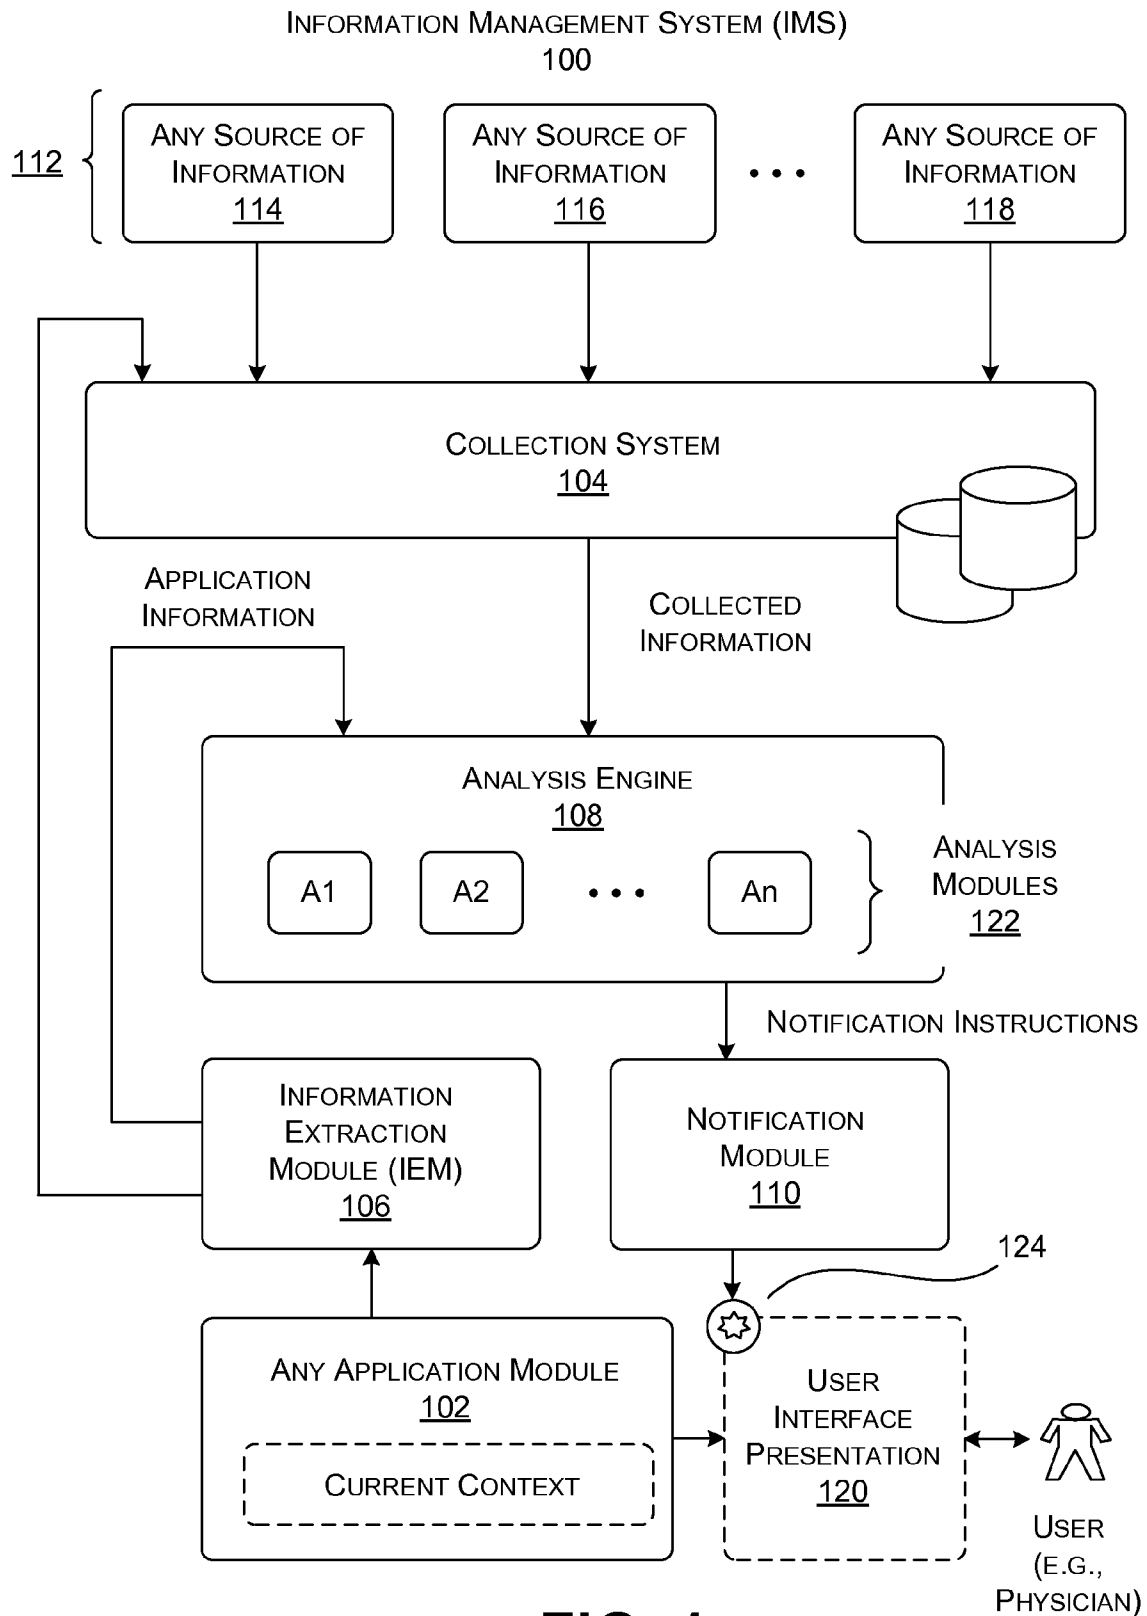 INFORMATION MANAGEMENT SYSTEM (IMS)
100
112
ANY SOURCE OF
INFORMATION
114
ANY SOURCE OF
INFORMATION
116
• • •
ANY SOURCE OF
INFORMATION
118
COLLECTION SYSTEM
104
APPLICATION
INFORMATION
COLLECTED
INFORMATION
ANALYSIS ENGINE
108
A1
A2
• • •
An
ANALYSIS
MODULES
122
NOTIFICATION INSTRUCTIONS
INFORMATION
EXTRACTION
MODULE (IEM)
106
NOTIFICATION
MODULE
110
124
ANY APPLICATION MODULE
102
CURRENT CONTEXT
USER
INTERFACE
PRESENTATION
120
USER
(E.G.,
PHYSICIAN)